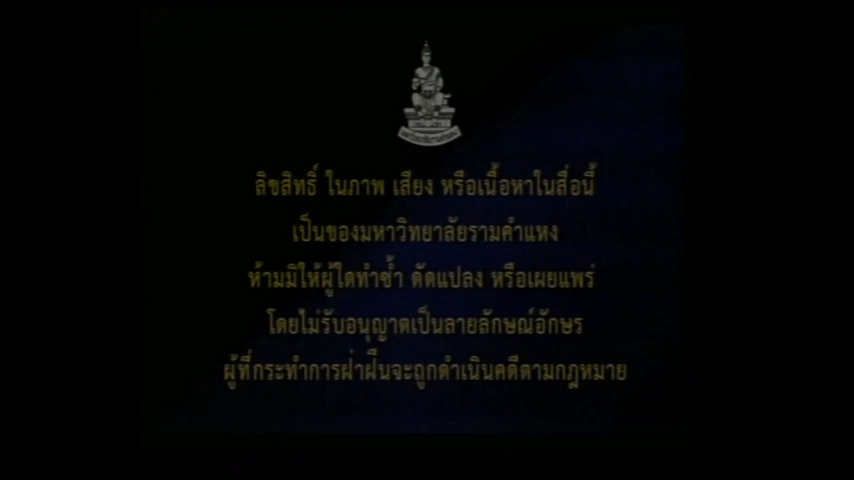 ลิขสิทธิ์ ในภาพ เสียง หรือเนื้อหาในสื่อนี้
เป็นของมหาวิทยาลัยรามคำแหง
ห้ามมิให้ผู้ใดทำซ้ำ ดัดแปลง หรือเผยแพร่
โดยไม่รับอนุญาตเป็นลายลักษณ์อักษร
ผู้ที่กระทำการฝ่าฝืนจะถูกดำเนินคดีตามกฎหมาย